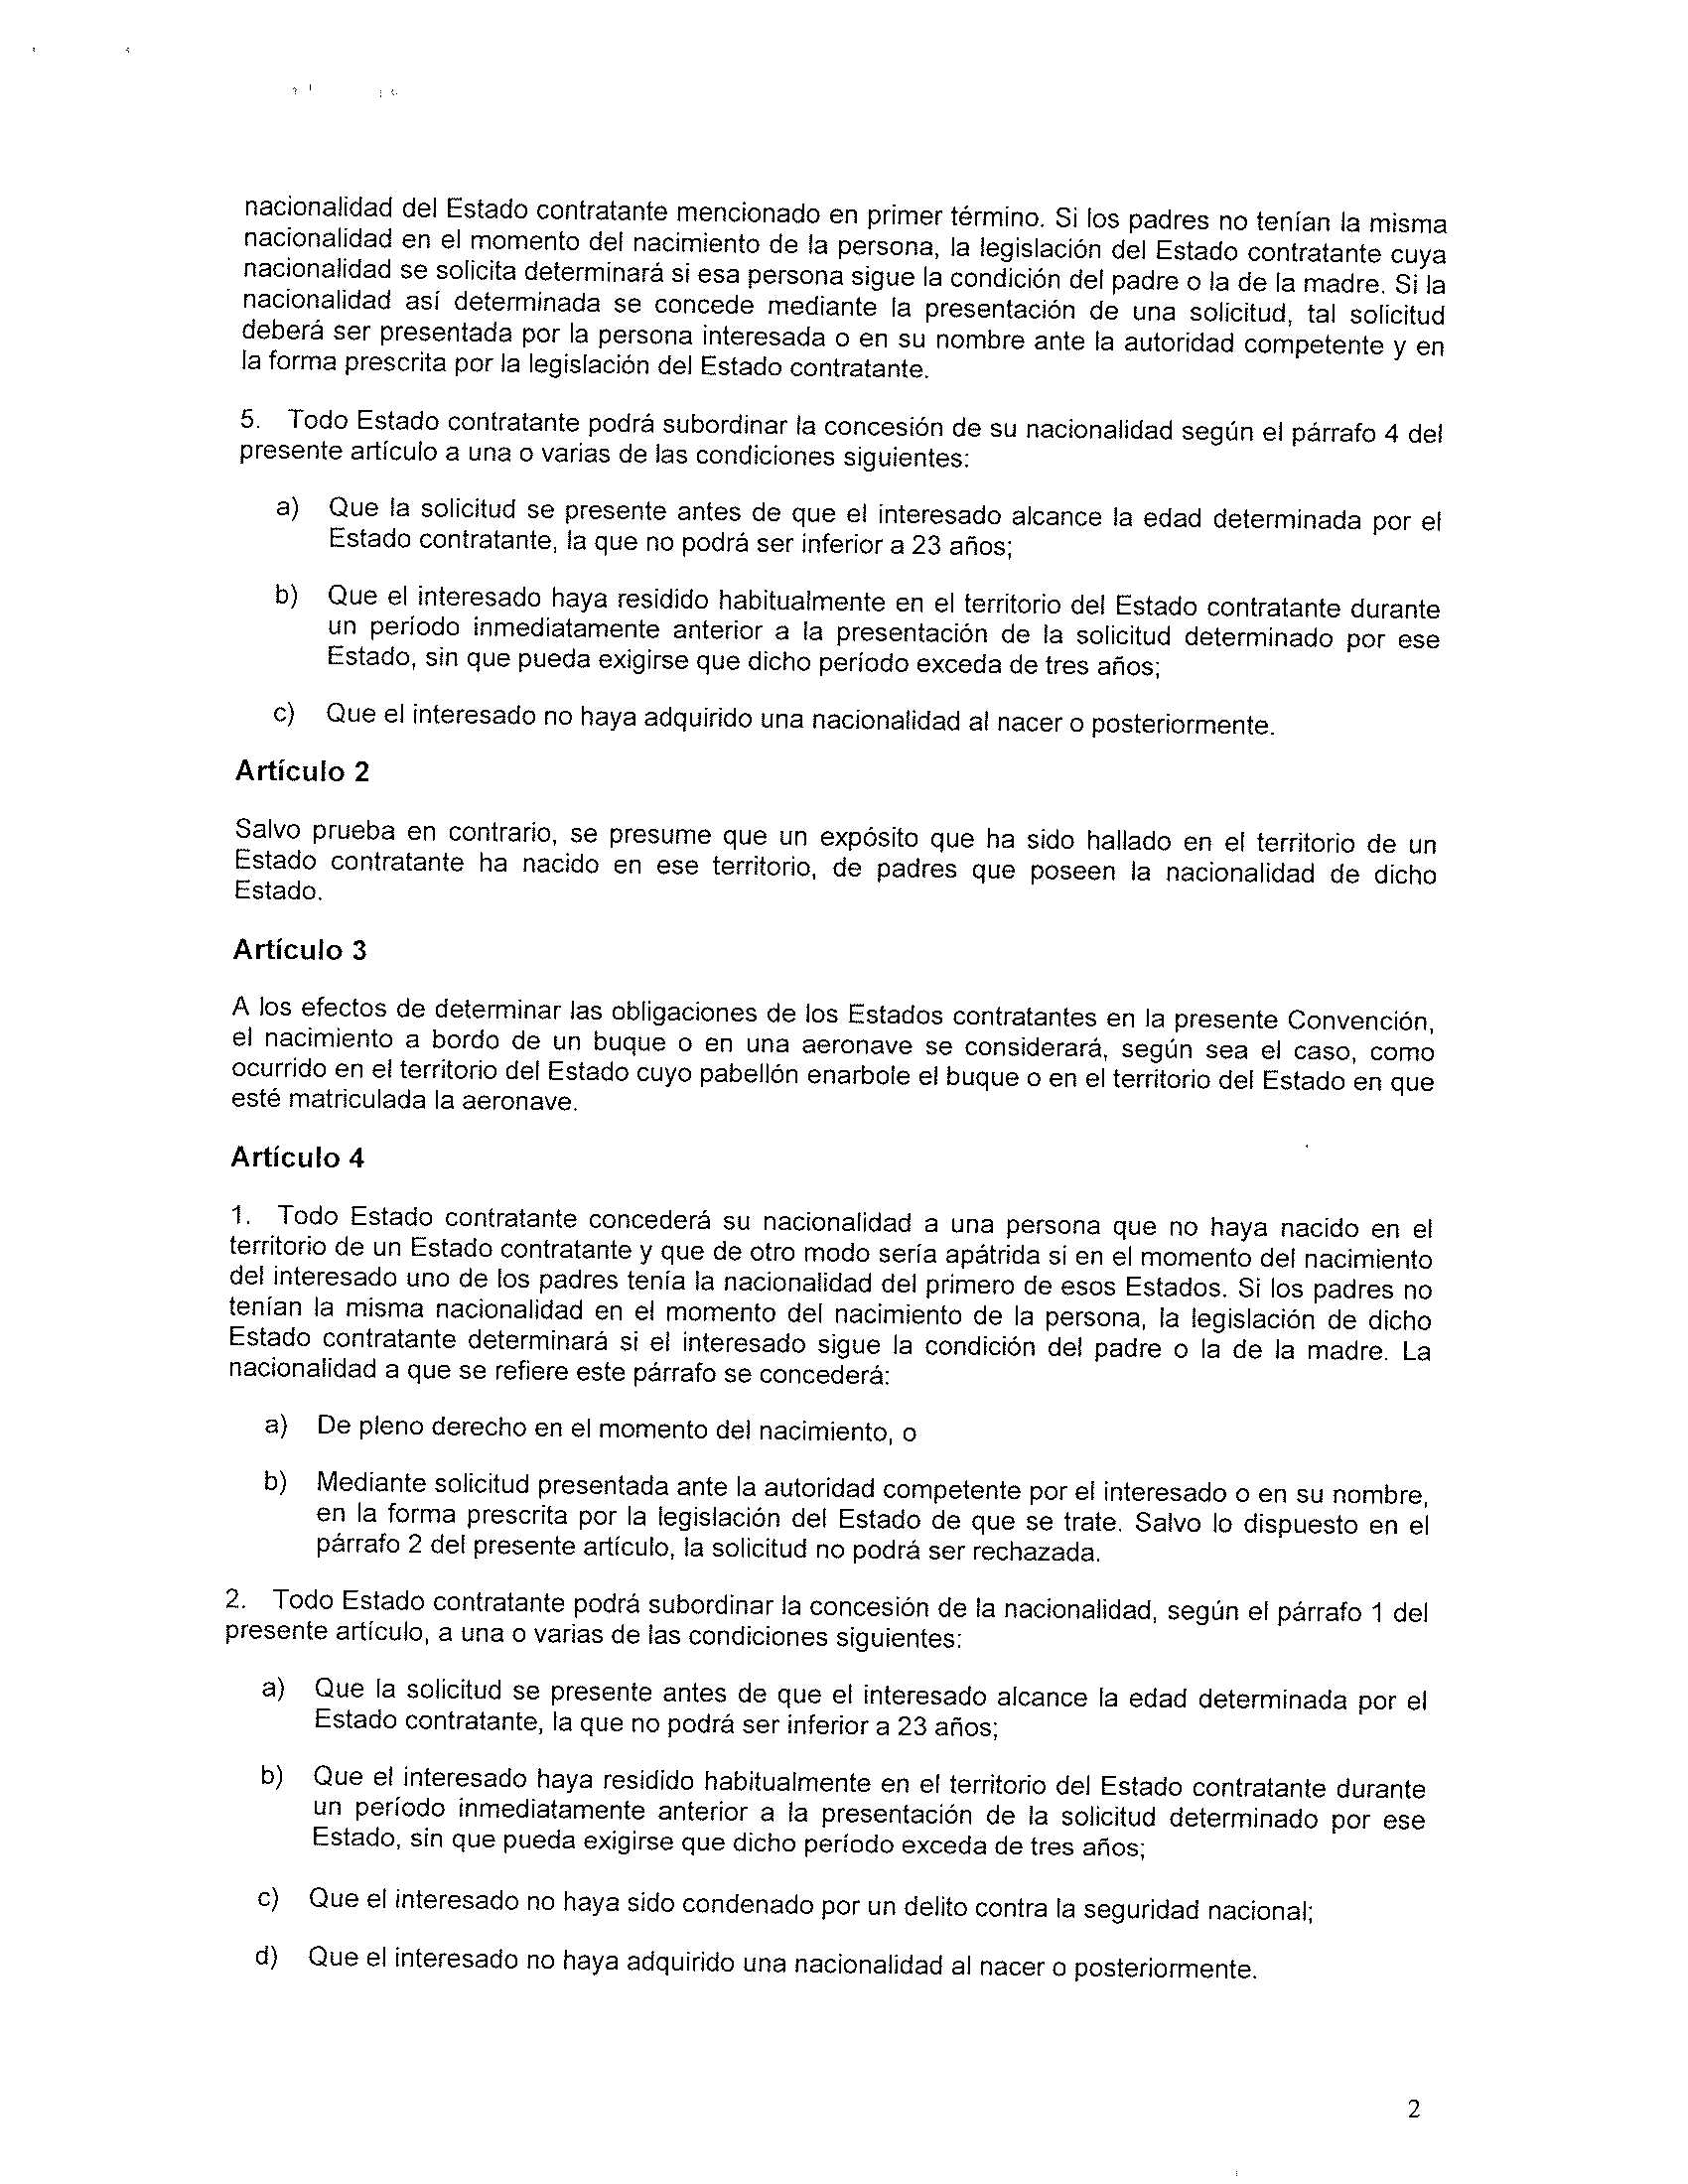 nacionalidad del Estado contratante mencionado en primer término. Si los padres no tenían la misma
nacionalidad en el momento del nacimiento de la persona, la legislación del Estado contratante cuya
nacionalidad se solicita determinará si esa persona sigue la condición del padre o la de la madre. Si la
nacionalidad así determinada se concede mediante la presentación de una solicitud, tal solicitud
deberá ser presentada por la persona interesada o en su nombre ante la autoridad competente y en
la forma prescrita por la legislación del Estado contratante.
5. Todo Estado contratante podrá subordinar la concesión de su nacionalidad según el párrafo 4 del
presente artículo a una o varias de las condiciones siguientes:
a) Que la solicitud se presente antes de que el interesado alcance la edad determinada por el
Estado contratante, la que no podrá ser inferior a 23 años;
b) Que el interesado haya residido habitualmente en el territorio del Estado contratante durante
un período inmediatamente anterior a la presentación de la solicitud determinado por ese
Estado, sin que pueda exigirse que dicho período exceda de tres años;
c) Que el interesado no haya adquirido una nacionalidad al nacer o posteriormente.
Artículo 2
Salvo prueba en contrario, se presume que un expósito que ha sido hallado en el territorio de un
Estado contratante ha nacido en ese territorio, de padres que poseen la nacionalidad de dicho
Estado.
Artículo 3
A los efectos de determinar las obligaciones de los Estados contratantes en la presente Convención,
el nacimiento a bordo de un buque o en una aeronave se considerará, según sea el caso, como
ocurrido en el territorio del Estado cuyo pabellón enarbole el buque o en el territorio del Estado en que
esté matriculada la aeronave.
Artículo 4
1. Todo Estado contratante concederá su nacionalidad a una persona que no haya nacido en el
territorio de un Estado contratante y que de otro modo sería apátrida si en el momento del nacimiento
del interesado uno de los padres tenía la nacionalidad del primero de esos Estados. Si los padres no
tenían la misma nacionalidad en el momento del nacimiento de la persona, la legislación de dicho
Estado contratante determinará si el interesado sigue la condición del padre o la de la madre. La
nacionalidad a que se refiere este párrafo se concederá:
a) De pleno derecho en el momento del nacimiento, o
b) Mediante solicitud presentada ante la autoridad competente por el interesado o en su nombre,
en la forma prescrita por la legislación del Estado de que se trate. Salvo lo dispuesto en el
párrafo 2 del presente artículo, la solicitud no podrá ser rechazada.
2. Todo Estado contratante podrá subordinar la concesión de la nacionalidad, según el párrafo 1 del
presente artículo, a una o varias de las condiciones siguientes:
a) Que la solicitud se presente antes de que el interesado alcance la edad determinada por el
Estado contratante, la que no podrá ser inferior a 23 años;
b) Que el interesado haya residido habitualmente en el territorio del Estado contratante durante
un período inmediatamente anterior a la presentación de la solicitud determinado por ese
Estado, sin que pueda exigirse que dicho período exceda de tres años;
c) Que el interesado no haya sido condenado por un delito contra la seguridad nacional;
d) Que el interesado no haya adquirido una nacionalidad al nacer o posteriormente.
2